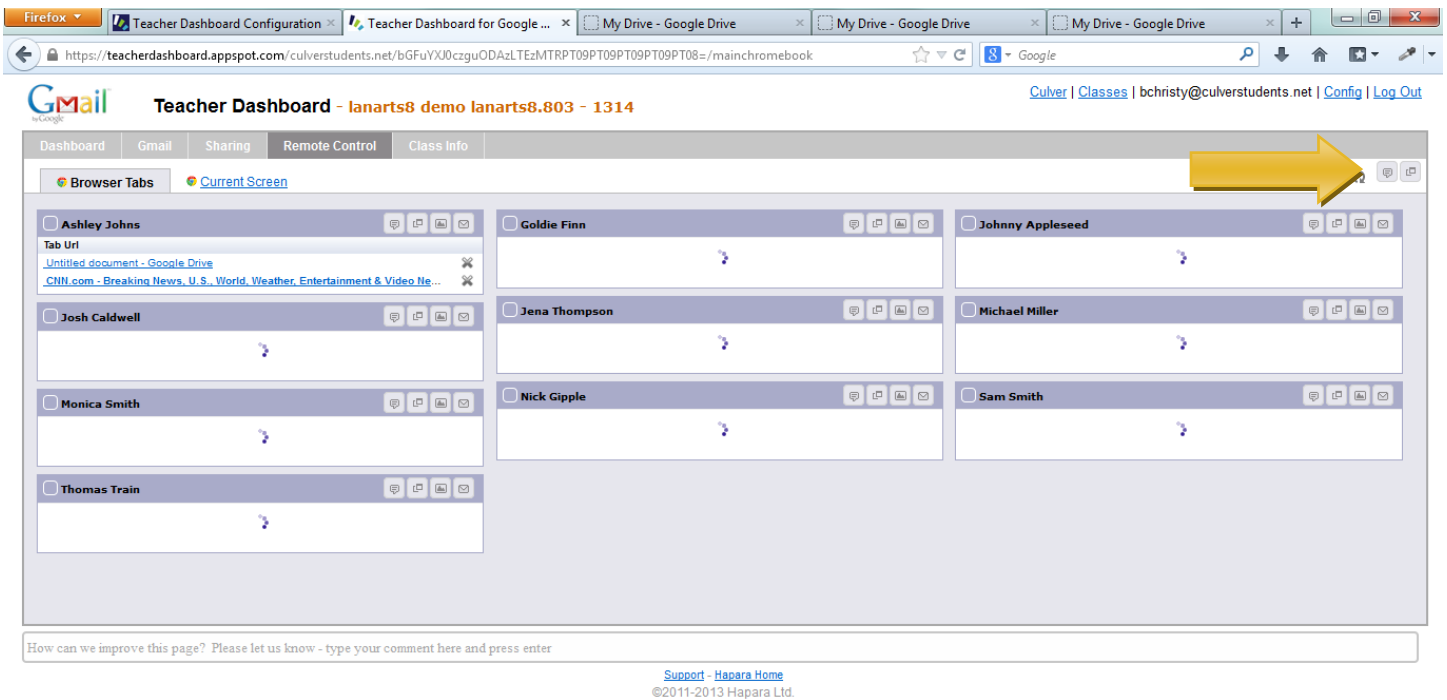 Firefox
Teacher Dashboard Configuration
Teacher Dashboard for Google ...
My Drive - Google Drive
My Drive - Google Drive
My Drive - Google Drive
https://teacherdashboard.appspot.com/culverstudents.net/bGFuYXJ0czguODAzLTEzMTRPT09PT09PT09PT09PT08=/mainchromebook
Google
Gmail
by Google
Teacher Dashboard - lanarts8 demo lanarts8.803 - 1314
Culver | Classes | bchristy@culverstudents.net | Config | Log Out
Dashboard Gmail Sharing Remote Control Class Info
Browser Tabs Current Screen
Ashley Johns
Tab Url
Untitled document - Google Drive
CNN.com - Breaking News, U.S., World, Weather, Entertainment & Video Ne...
Goldie Finn
Johnny Appleseed
Josh Caldwell
Jena Thompson
Michael Miller
Monica Smith
Nick Gipple
Sam Smith
Thomas Train
How can we improve this page? Please let us know - type your comment here and press enter
Support - Hapara Home
©2011-2013 Hapara Ltd.